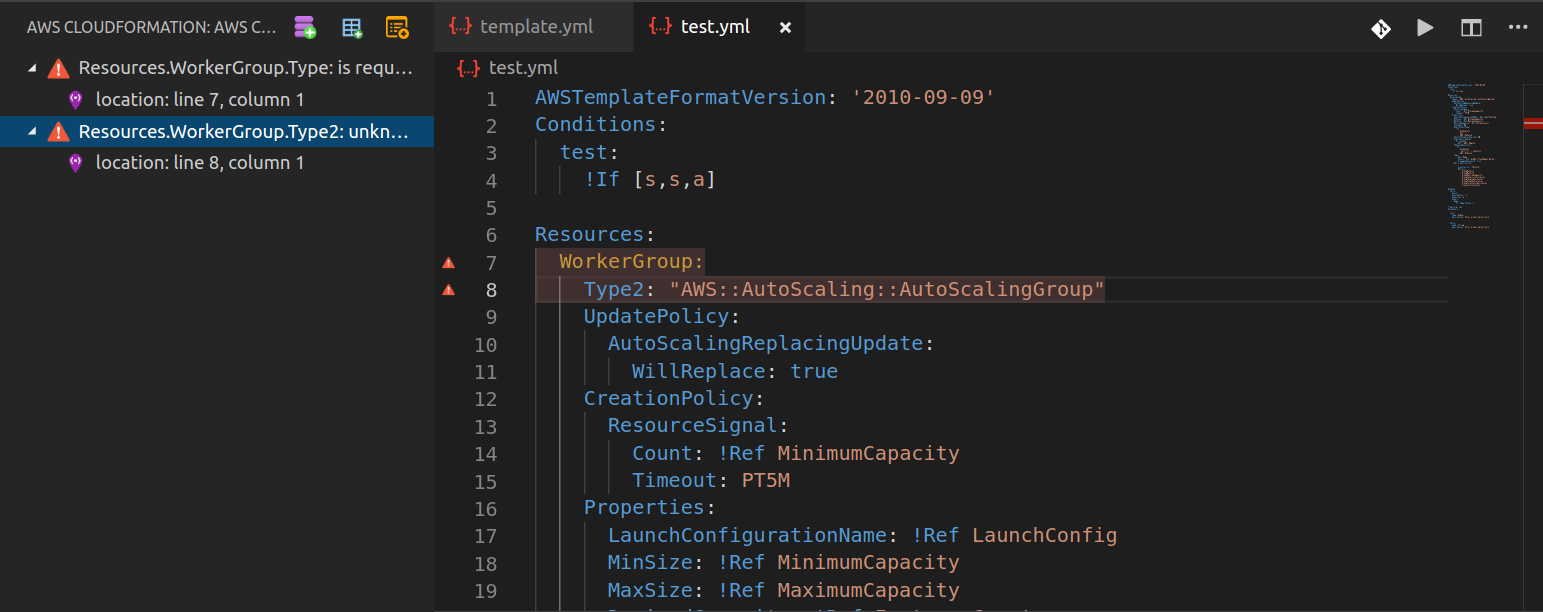 AWS CLOUDFORMATION: AWS C...
Resources.WorkerGroup.Type: is requ...
location: line 7, column 1
Resources.WorkerGroup.Type2: unkn...
location: line 8, column 1
{..} template.yml
{..} test.yml ×
{..} test.yml
1 AWSTemplateFormatVersion: '2010-09-09'
2 Conditions:
3 test:
4 !If [s,s,a]
5
6 Resources:
7 WorkerGroup:
8 Type2: "AWS::AutoScaling::AutoScalingGroup"
9 UpdatePolicy:
10 AutoScalingReplacingUpdate:
11 WillReplace: true
12 CreationPolicy:
13 ResourceSignal:
14 Count: !Ref MinimumCapacity
15 Timeout: PT5M
16 Properties:
17 LaunchConfigurationName: !Ref LaunchConfig
18 MinSize: !Ref MinimumCapacity
19 MaxSize: !Ref MaximumCapacity